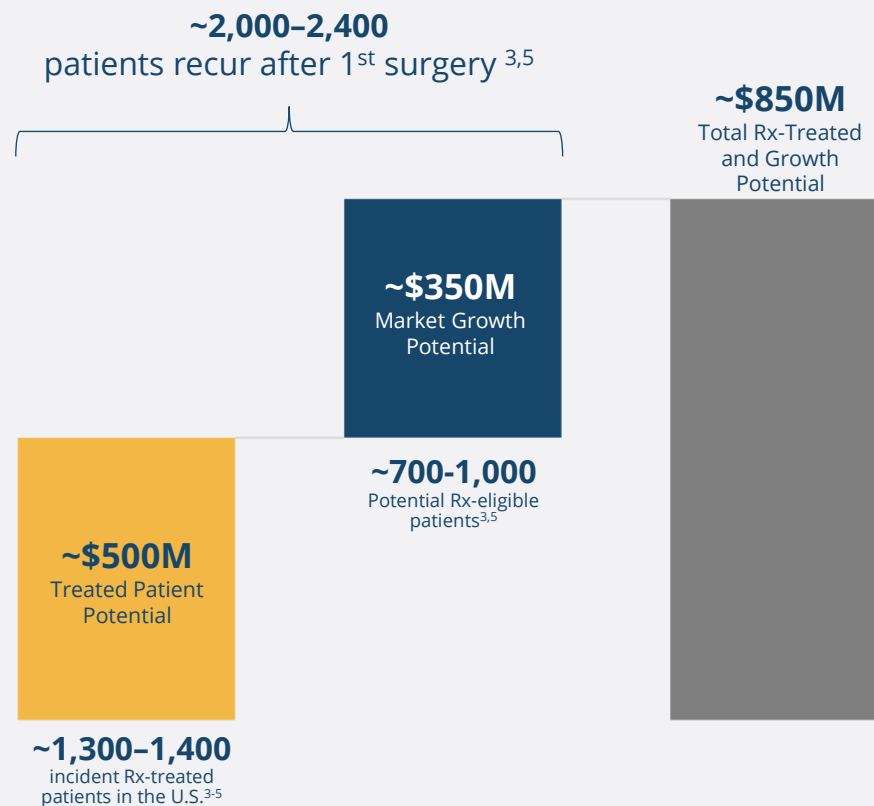 ~2,000–2,400
patients recur after 1st surgery 3,5
~$850M
Total Rx-Treated
and Growth
Potential
~$350M
Market Growth
Potential
~700-1,000
Potential Rx-eligible
patients3,5
~$500M
Treated Patient
Potential
~1,300–1,400
incident Rx-treated
patients in the U.S.3-5